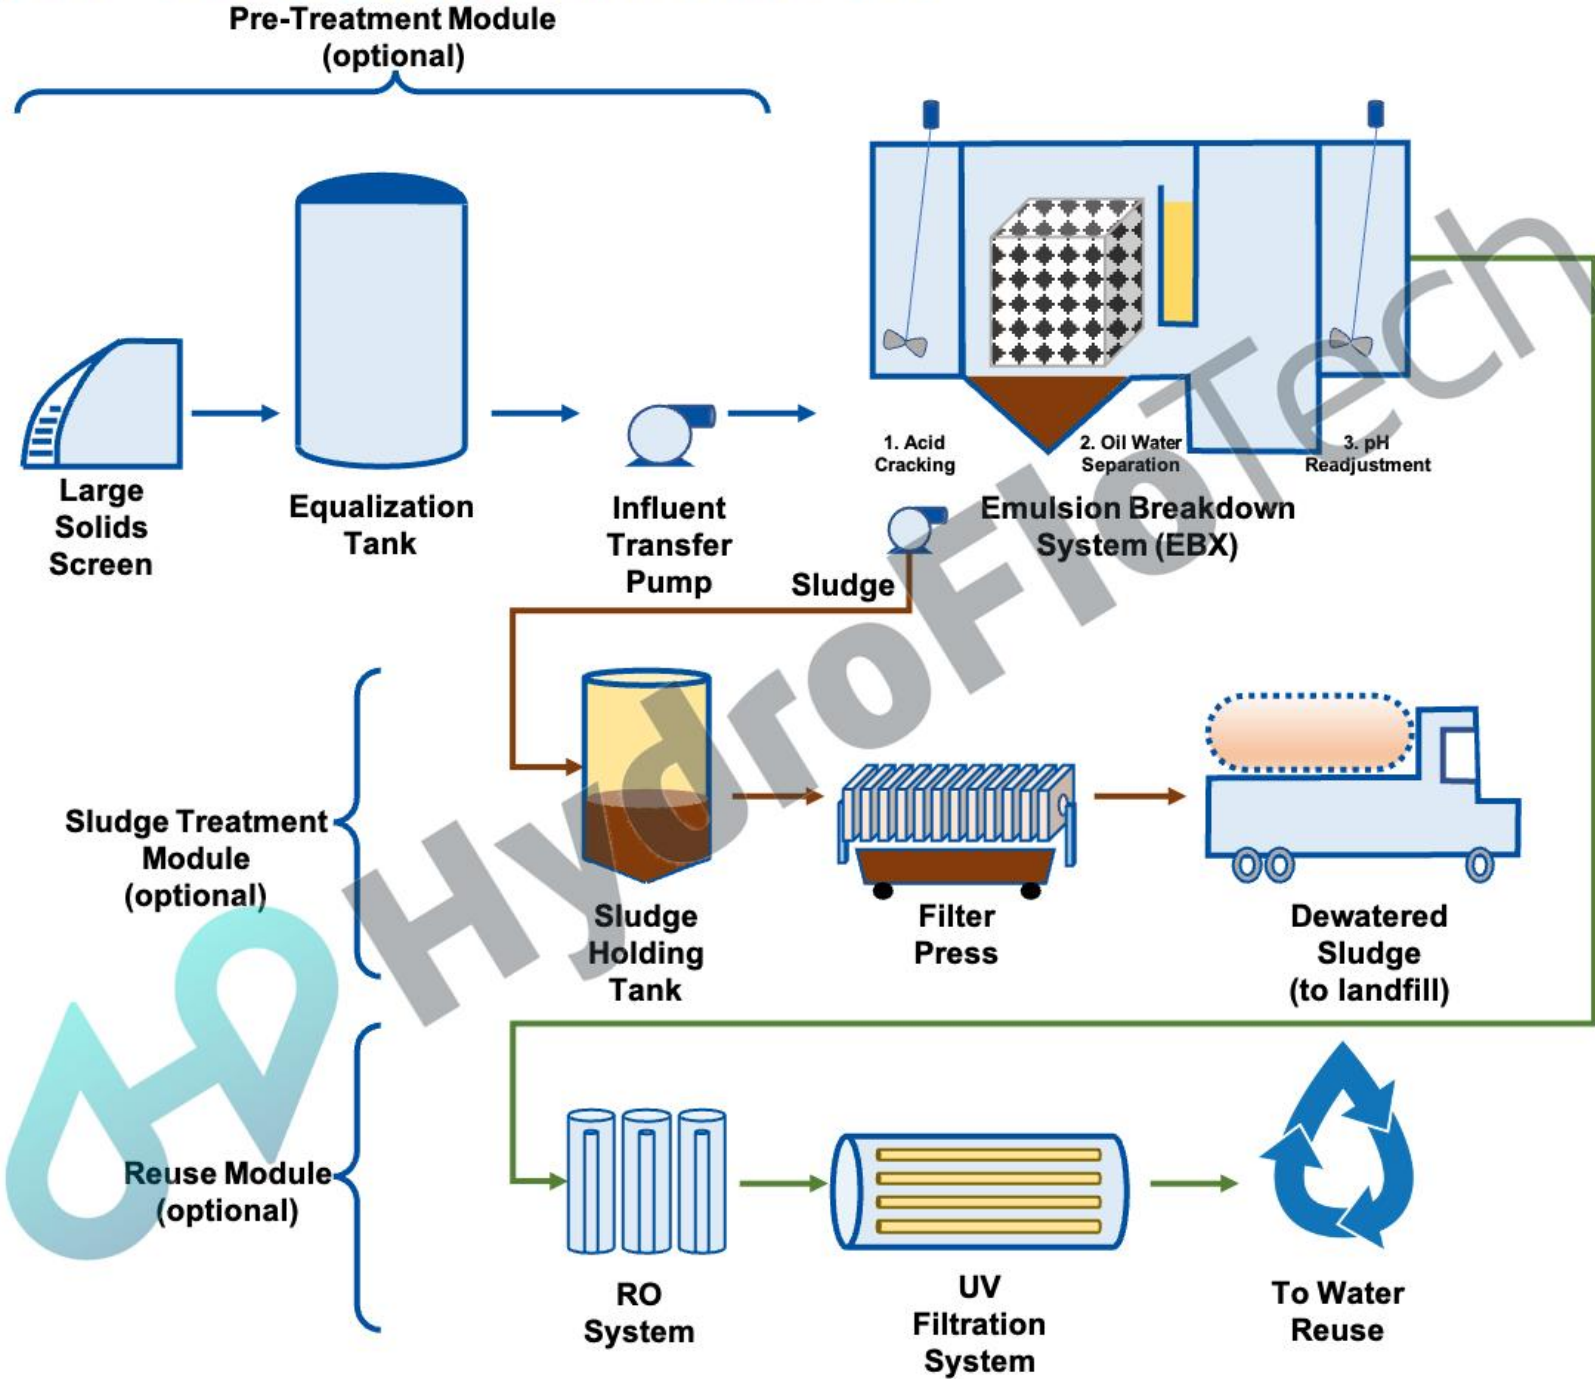 Pre-Treatment Module
(optional)
Large
Solids
Screen
Equalization
Tank
Influent
Transfer
Pump
1. Acid
Cracking
2. Oil Water
Separation
3. pH
Readjustment
Emulsion Breakdown
System (EBX)
Sludge
Sludge Treatment
Module
(optional)
Sludge
Holding
Tank
Filter
Press
Dewatered
Sludge
(to landfill)
Reuse Module
(optional)
RO
System
UV
Filtration
System
To Water
Reuse
HydroFloTech